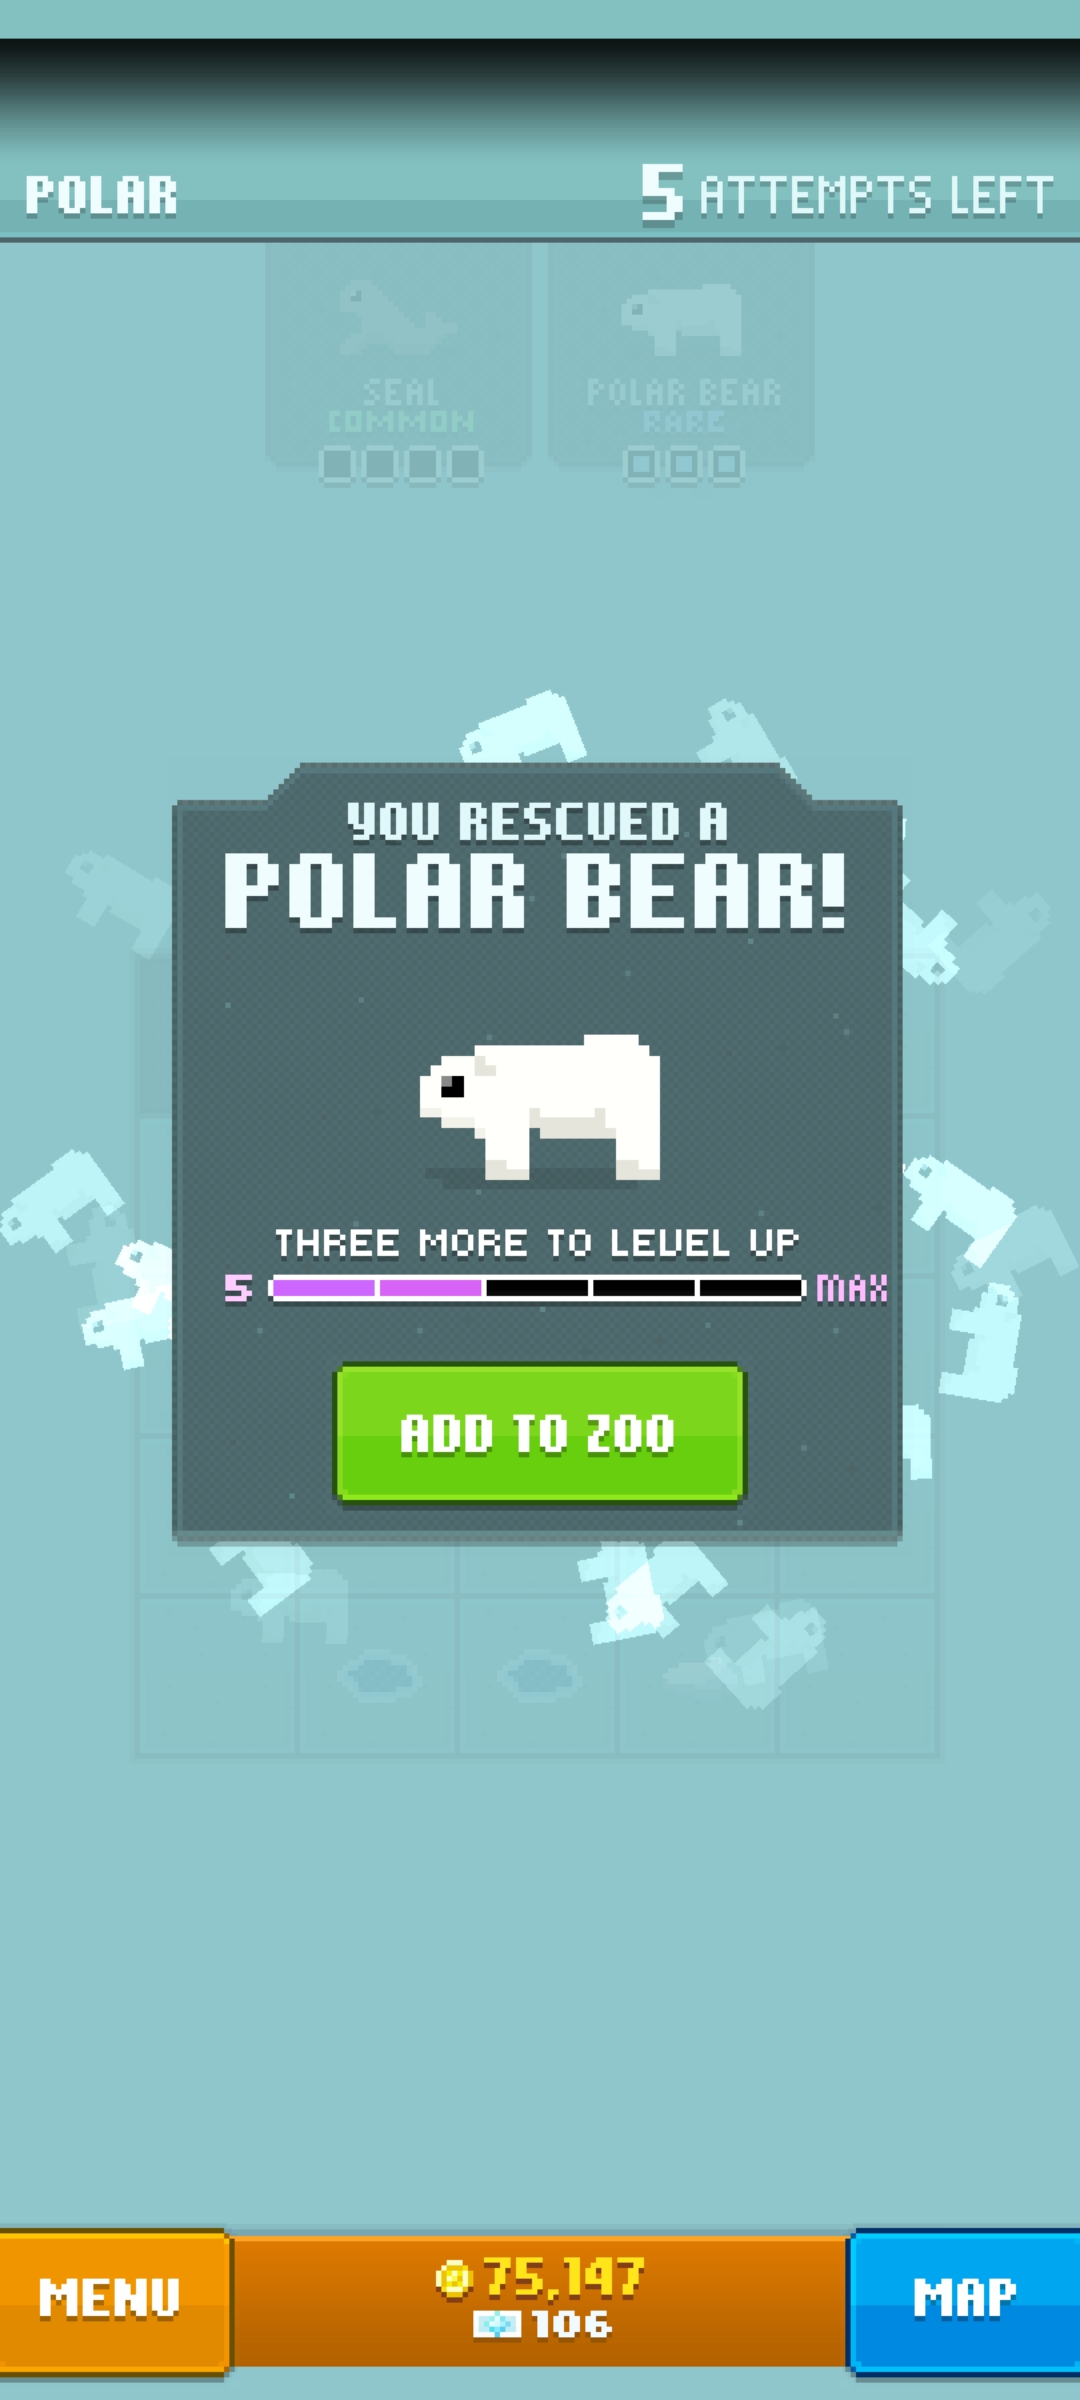 POLAR
5 ATTEMPTS LEFT
SEAL
COMMON
POLAR BEAR
RARE
YOU RESCUED A
POLAR BEAR!
THREE MORE TO LEVEL UP
5 MAX
ADD TO ZOO
MENU
75,147
106
MAP